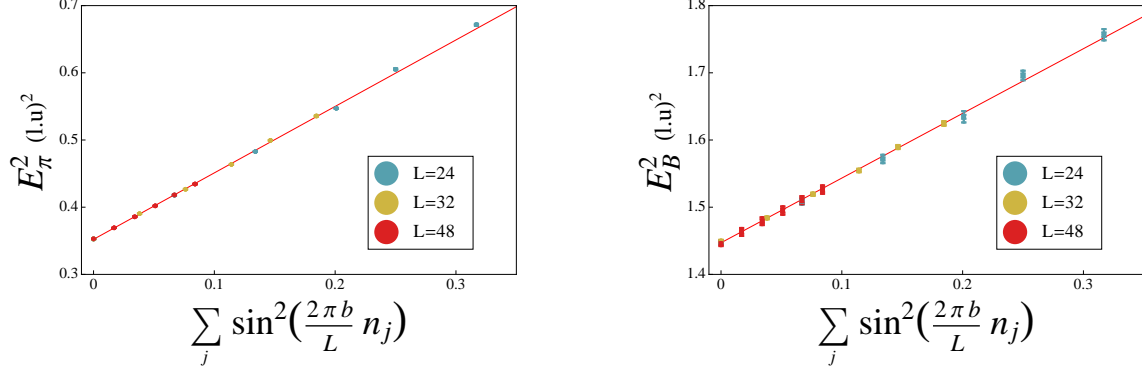 0.7
0.6
0.5
0.4
0.3
E_π^2 (l.u)^2
L=24
L=32
L=48
0 0.1 0.2 0.3
∑_j sin^2(2 π b / L n_j)
1.8
1.7
1.6
1.5
1.4
E_B^2 (l.u)^2
L=24
L=32
L=48
0 0.1 0.2 0.3
∑_j sin^2(2 π b / L n_j)